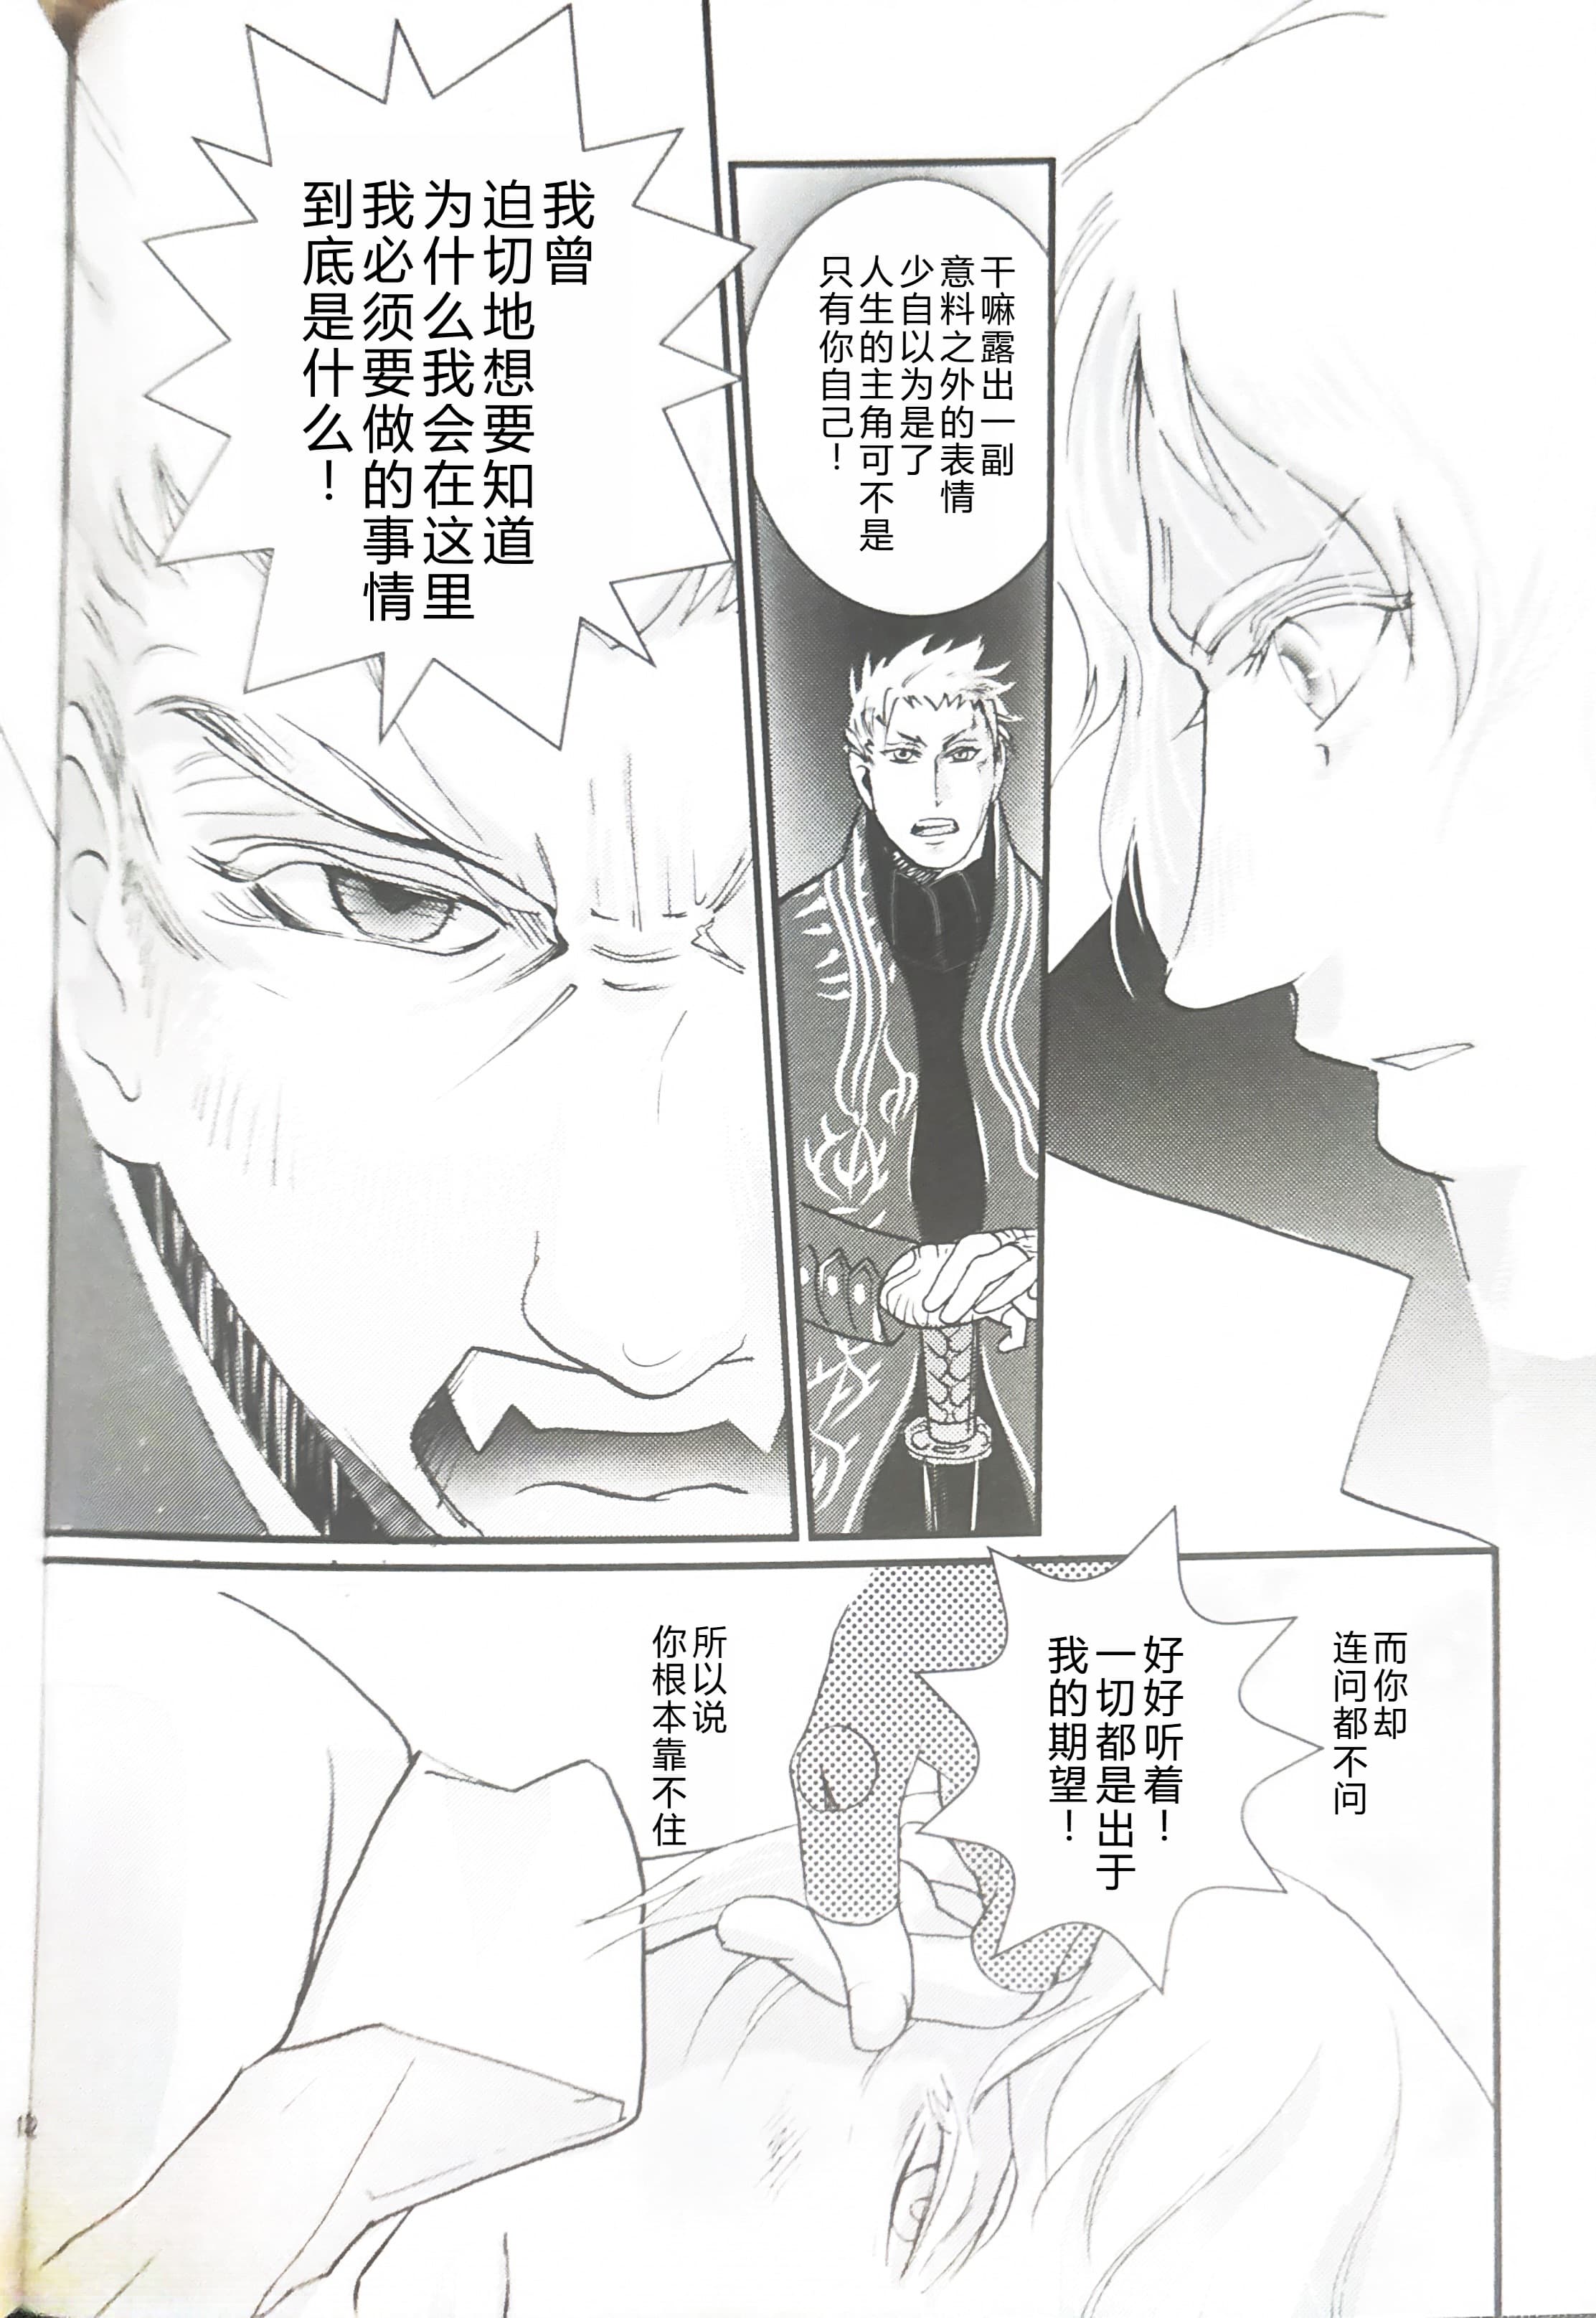 干嘛露出一副
意料之外的表情
少自以为是了
人生的主角可不是
只有你自己！
我曾
迫切地想要知道
为什么我会在这里
我必须要做的事情
到底是什么！
而你却
连问都不问
好好听着！
一切都是出于
我的期望！
所以说
你根本靠不住
12